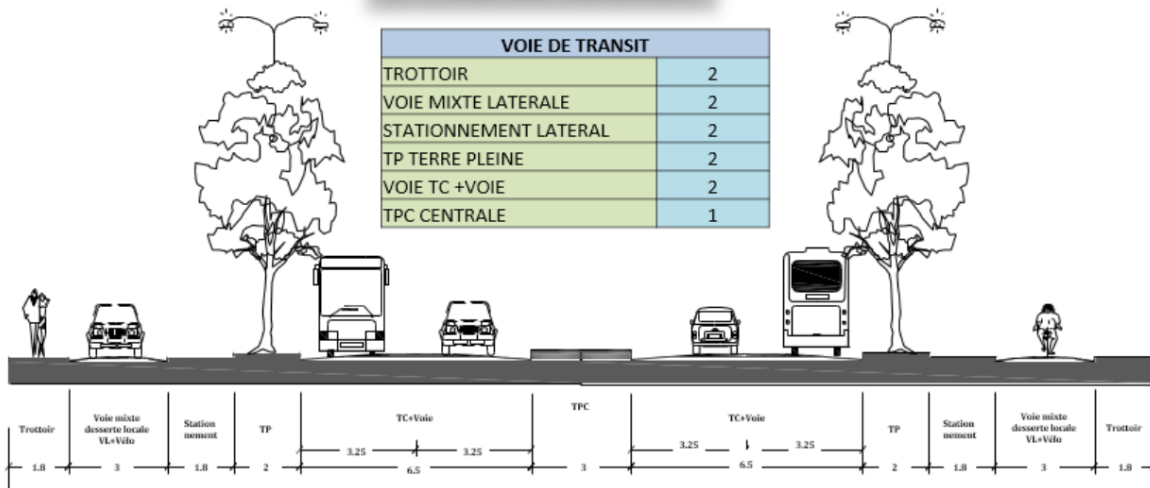 VOIE DE TRANSIT
TROTTOIR 2
VOIE MIXTE LATERALE 2
STATIONNEMENT LATERAL 2
TP TERRE PLEINE 2
VOIE TC +VOIE 2
TPC CENTRALE 1
Trottoir
Voie mixte
desserte locale
VL+Vélo
Station
nement
TP
TC+Voie
TPC
TC+Voie
TP
Station
nement
Voie mixte
desserte locale
VL+Vélo
Trottoir
3.25 3.25 3.25 3.25
1.8 3 1.8 2 6.5 3 6.5 2 1.8 3 1.8